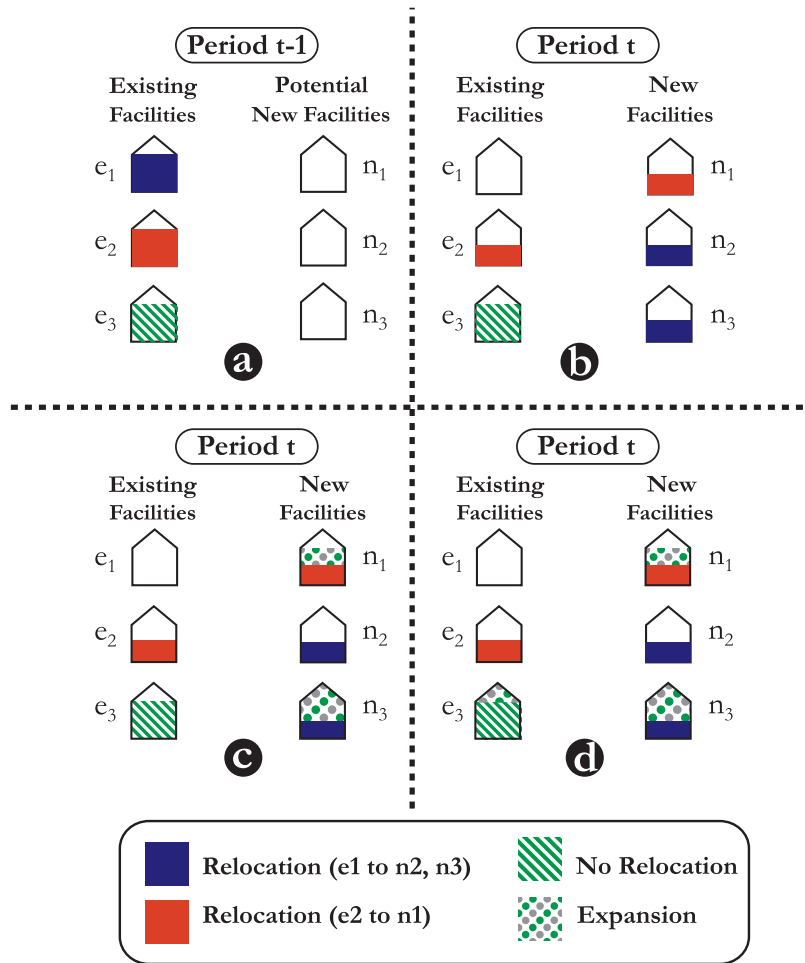 Period t-1
Existing Facilities
Potential New Facilities
e1
n1
e2
n2
e3
n3
a
Period t
Existing Facilities
New Facilities
e1
n1
e2
n2
e3
n3
b
Period t
Existing Facilities
New Facilities
e1
n1
e2
n2
e3
n3
c
Period t
Existing Facilities
New Facilities
e1
n1
e2
n2
e3
n3
d
Relocation (e1 to n2, n3)
No Relocation
Relocation (e2 to n1)
Expansion